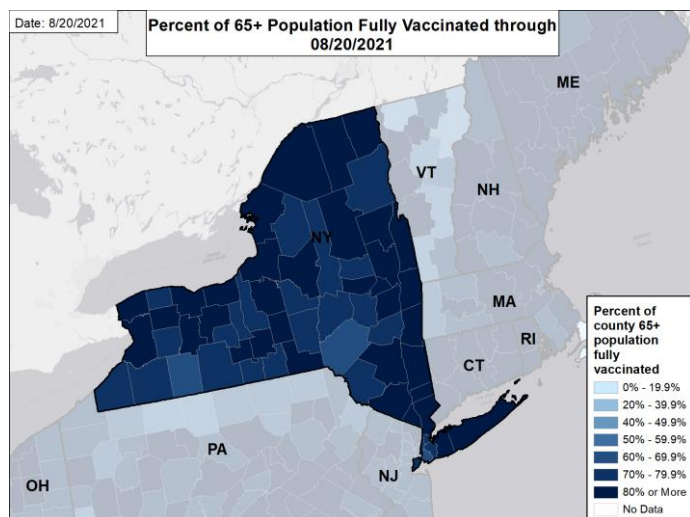 Date: 8/20/2021
Percent of 65+ Population Fully Vaccinated through
08/20/2021
ME
VT
NH
NY
MA
CT
RI
PA
NJ
OH
Percent of
county 65+
population
fully
vaccinated
0% - 19.9%
20% - 39.9%
40% - 49.9%
50% - 59.9%
60% - 69.9%
70% - 79.9%
80% or More
No Data